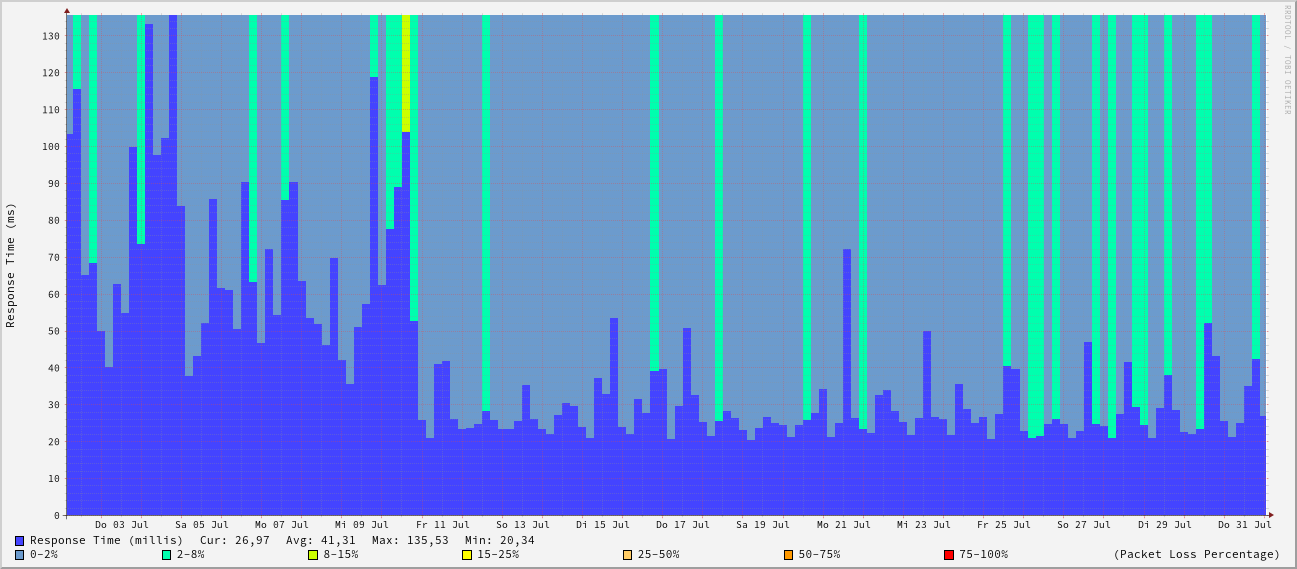 RRDTOOL / TOBI OETIKER
Response Time (ms)
130
120
110
100
90
80
70
60
50
40
30
20
10
0
Do 03 Jul Sa 05 Jul Mo 07 Jul Mi 09 Jul Fr 11 Jul So 13 Jul Di 15 Jul Do 17 Jul Sa 19 Jul Mo 21 Jul Mi 23 Jul Fr 25 Jul So 27 Jul Di 29 Jul Do 31 Jul
Response Time (millis) Cur: 26,97 Avg: 41,31 Max: 135,53 Min: 20,34
0-2% 2-8% 8-15% 15-25% 25-50% 50-75% 75-100% (Packet Loss Percentage)